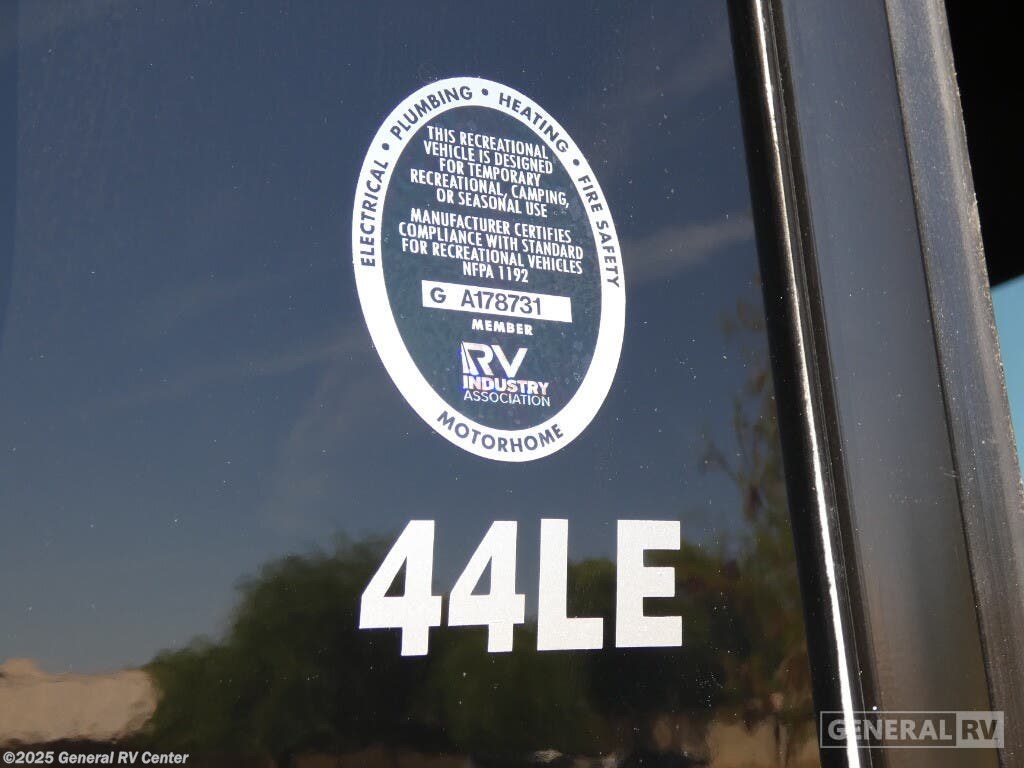 ELECTRICAL • PLUMBING • HEATING • FIRE SAFETY
THIS RECREATIONAL
VEHICLE IS DESIGNED
FOR TEMPORARY
RECREATIONAL, CAMPING,
OR SEASONAL USE
MANUFACTURER CERTIFIES
COMPLIANCE WITH STANDARD
FOR RECREATIONAL VEHICLES
NFPA 1192
G A178731
MEMBER
RV
INDUSTRY
ASSOCIATION
MOTORHOME
44LE
GENERAL RV
©2025 General RV Center